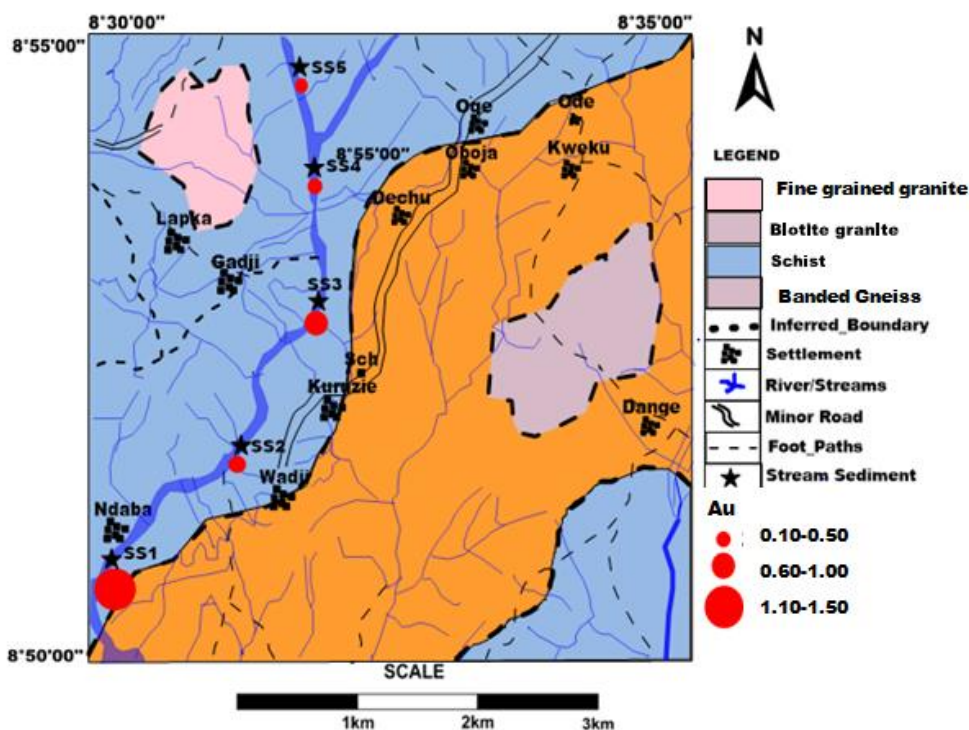 8°30'00"
8°35'00"
8°55'00"
N
SS5
Oge
Ode
8°55'00"
SS4
Oboja
Kweku
Dechu
Lapka
Gadji
SS3
Sch
Kuruzie
Dange
SS2
Wadji
Ndaba
SS1
8°50'00"
LEGEND
Fine grained granite
Biotite granite
Schist
Banded Gneiss
Inferred_Boundary
Settlement
River/Streams
Minor Road
Foot_Paths
Stream Sediment
Au
0.10-0.50
0.60-1.00
1.10-1.50
SCALE
1km
2km
3km